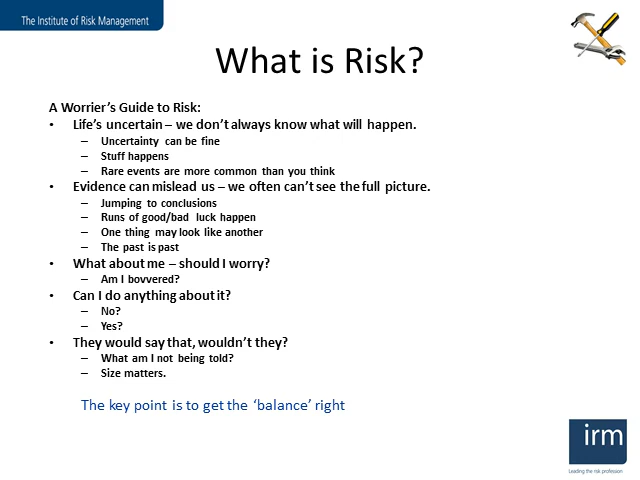 The Institute of Risk Management
What is Risk?
A Worrier's Guide to Risk:
• Life's uncertain – we don't always know what will happen.
– Uncertainty can be fine
– Stuff happens
– Rare events are more common than you think
• Evidence can mislead us – we often can't see the full picture.
– Jumping to conclusions
– Runs of good/bad luck happen
– One thing may look like another
– The past is past
• What about me – should I worry?
– Am I bovvered?
• Can I do anything about it?
– No?
– Yes?
• They would say that, wouldn't they?
– What am I not being told?
– Size matters.
The key point is to get the 'balance' right
irm
Leading the risk profession